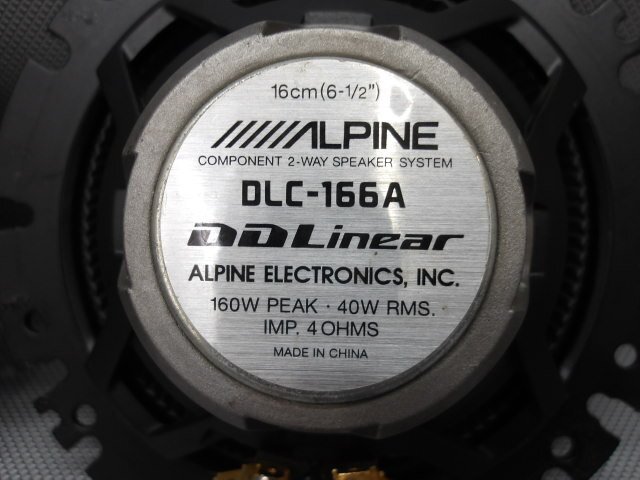 16cm(6-1/2")
ALPINE
COMPONENT 2-WAY SPEAKER SYSTEM
DLC-166A
DDLinear
ALPINE ELECTRONICS, INC.
160W PEAK · 40W RMS.
IMP. 4 OHMS
MADE IN CHINA